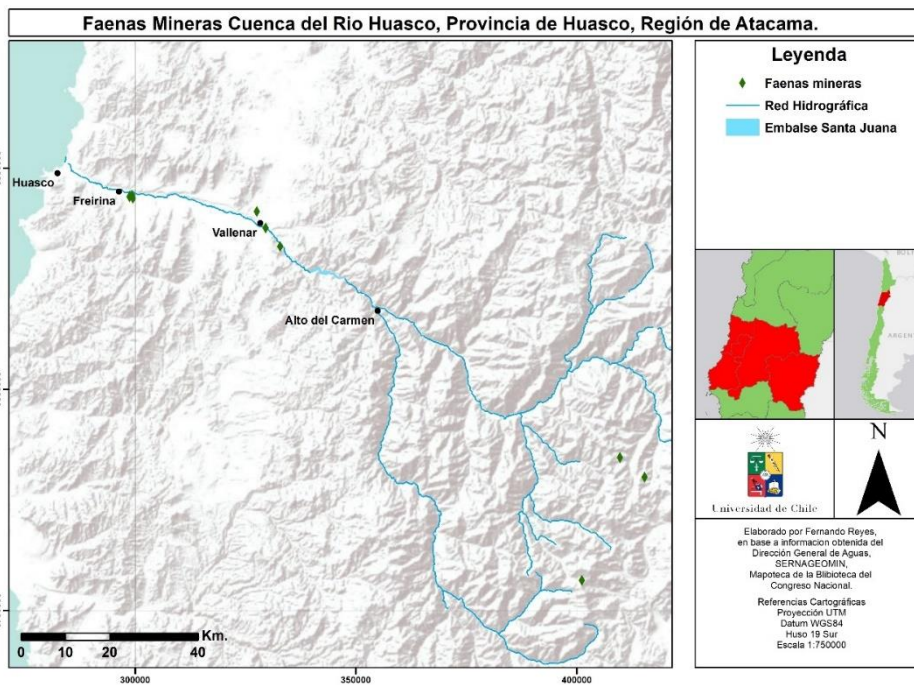 Faenas Mineras Cuenca del Rio Huasco, Provincia de Huasco, Región de Atacama.
Huasco
Freirina
Vallenar
Alto del Carmen
0 10 20 40 Km.
300000 350000 400000
Leyenda
Faenas mineras
Red Hidrográfica
Embalse Santa Juana
ARGEN
N
Universidad de Chile
Elaborado por Fernando Reyes,
en base a informacion obtenida del
Dirección General de Aguas,
SERNAGEOMIN,
Mapoteca de la Blibioteca del
Congreso Nacional.
Referencias Cartográficas
Proyección UTM
Datum WGS84
Huso 19 Sur
Escala 1:750000